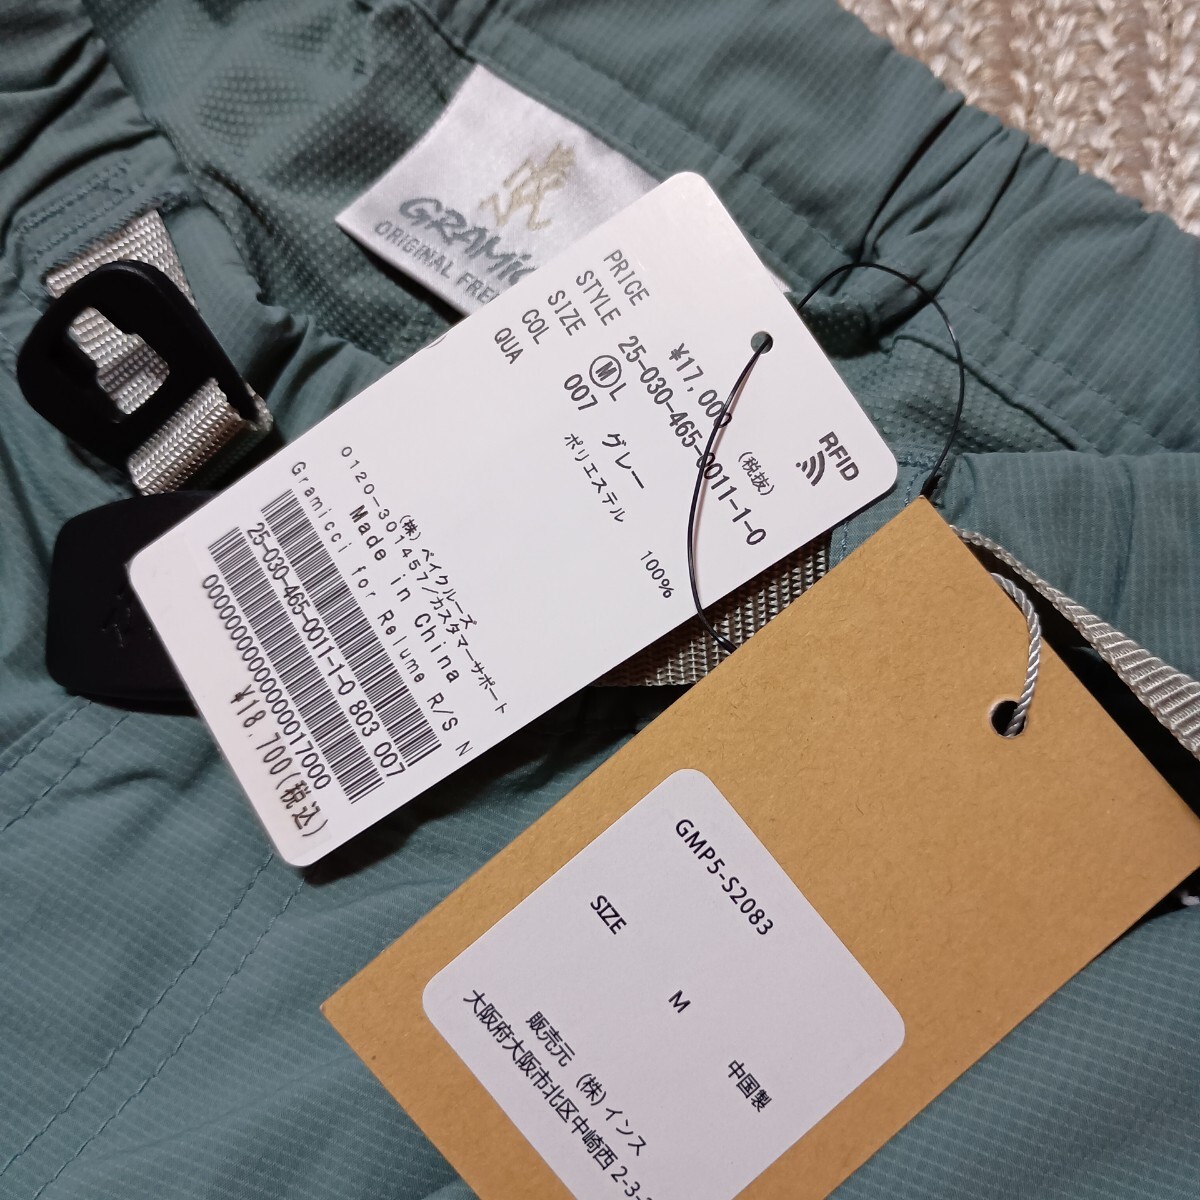 GRAMiC
ORIGINAL FREE
RFID
PRICE ¥17,000 (税抜)
STYLE 25-030-465-0011-1-0
SIZE Ⓜ L
COL 007 グレー
QUA ポリエステル 100%
(株)ベイクルーズ
0120-301457/カスタマーサポート
Made in China
Gramicci for Relume R/S N
25-030-465-0011-1-0 803 007
¥18,700(税込)
GMP5-S2083
SIZE M
中国製
販売元 (株)インス
大阪府大阪市北区中崎西2-3-